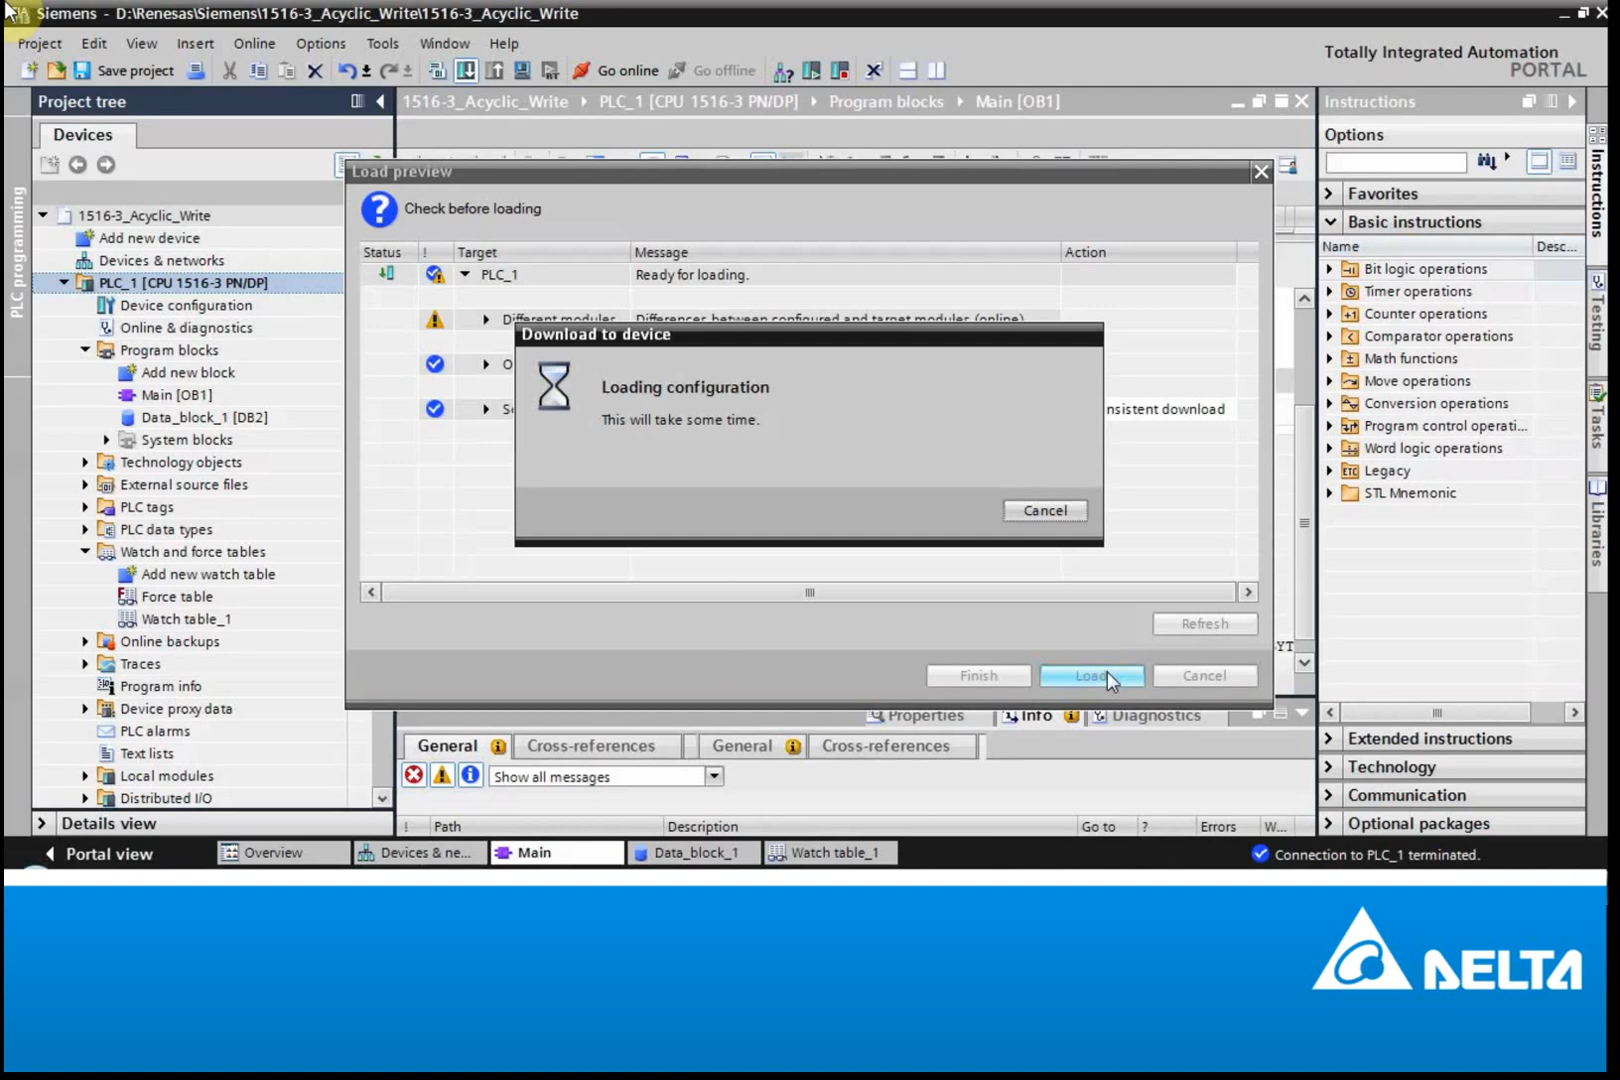 Siemens - D:\Renesas\Siemens\1516-3_Acyclic_Write\1516-3_Acyclic_Write
Project Edit View Insert Online Options Tools Window Help
Totally Integrated Automation
PORTAL
Save project Go online Go offline
Project tree
1516-3_Acyclic_Write PLC_1 [CPU 1516-3 PN/DP] Program blocks Main [OB1]
Instructions
Devices
Options
PLC programming
1516-3_Acyclic_Write
Add new device
Devices & networks
PLC_1 [CPU 1516-3 PN/DP]
Device configuration
Online & diagnostics
Program blocks
Add new block
Main [OB1]
Data_block_1 [DB2]
System blocks
Technology objects
External source files
PLC tags
PLC data types
Watch and force tables
Add new watch table
Force table
Watch table_1
Online backups
Traces
Program info
Device proxy data
PLC alarms
Text lists
Local modules
Distributed I/O
Details view
Load preview
Check before loading
Status ! Target Message Action
PLC_1 Ready for loading.
Different modules Differences between configured and target modules (online)
nsistent download
Download to device
Loading configuration
This will take some time.
Cancel
Refresh
Finish Load Cancel
Properties Info Diagnostics
General Cross-references General Cross-references
Show all messages
! Path Description Go to ? Errors W...
Favorites
Basic instructions
Name Desc...
Bit logic operations
Timer operations
Counter operations
Comparator operations
Math functions
Move operations
Conversion operations
Program control operati...
Word logic operations
Legacy
STL Mnemonic
Extended instructions
Technology
Communication
Optional packages
Instructions
Testing
Tasks
Libraries
Portal view Overview Devices & ne... Main Data_block_1 Watch table_1
Connection to PLC_1 terminated.
DELTA